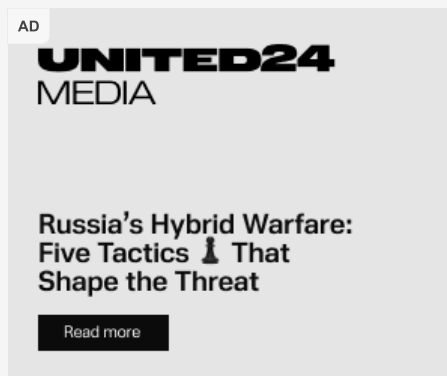 AD
UNITED24
MEDIA
Russia’s Hybrid Warfare:
Five Tactics ♟ That
Shape the Threat
Read more